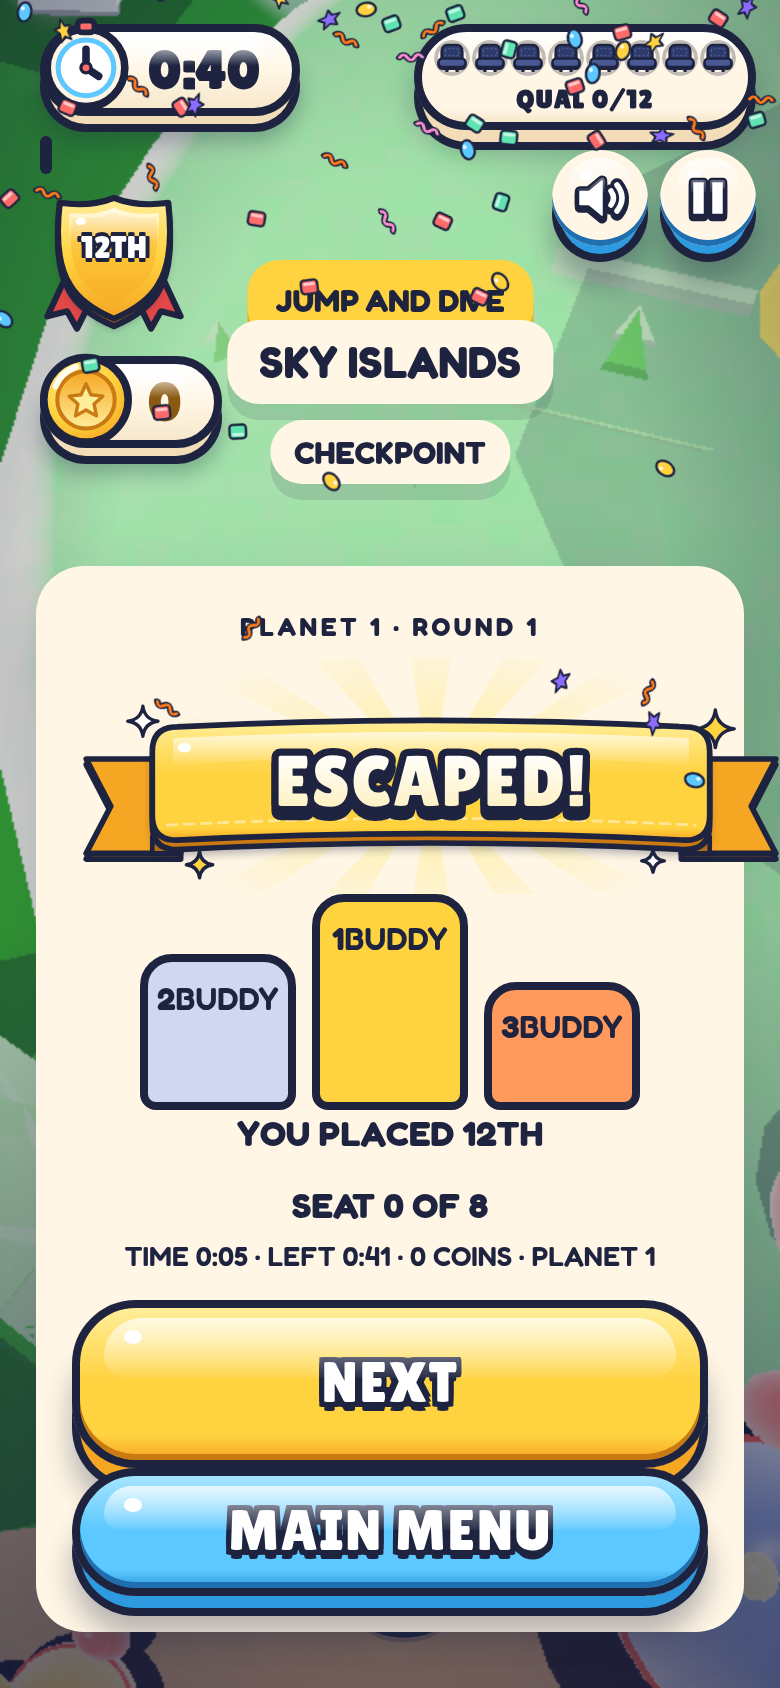 0:40
QUAL 0/12
12TH
JUMP AND DIVE
SKY ISLANDS
0
CHECKPOINT
PLANET 1 · ROUND 1
ESCAPED!
1BUDDY
2BUDDY
3BUDDY
YOU PLACED 12TH
SEAT 0 OF 8
TIME 0:05 · LEFT 0:41 · 0 COINS · PLANET 1
NEXT
MAIN MENU